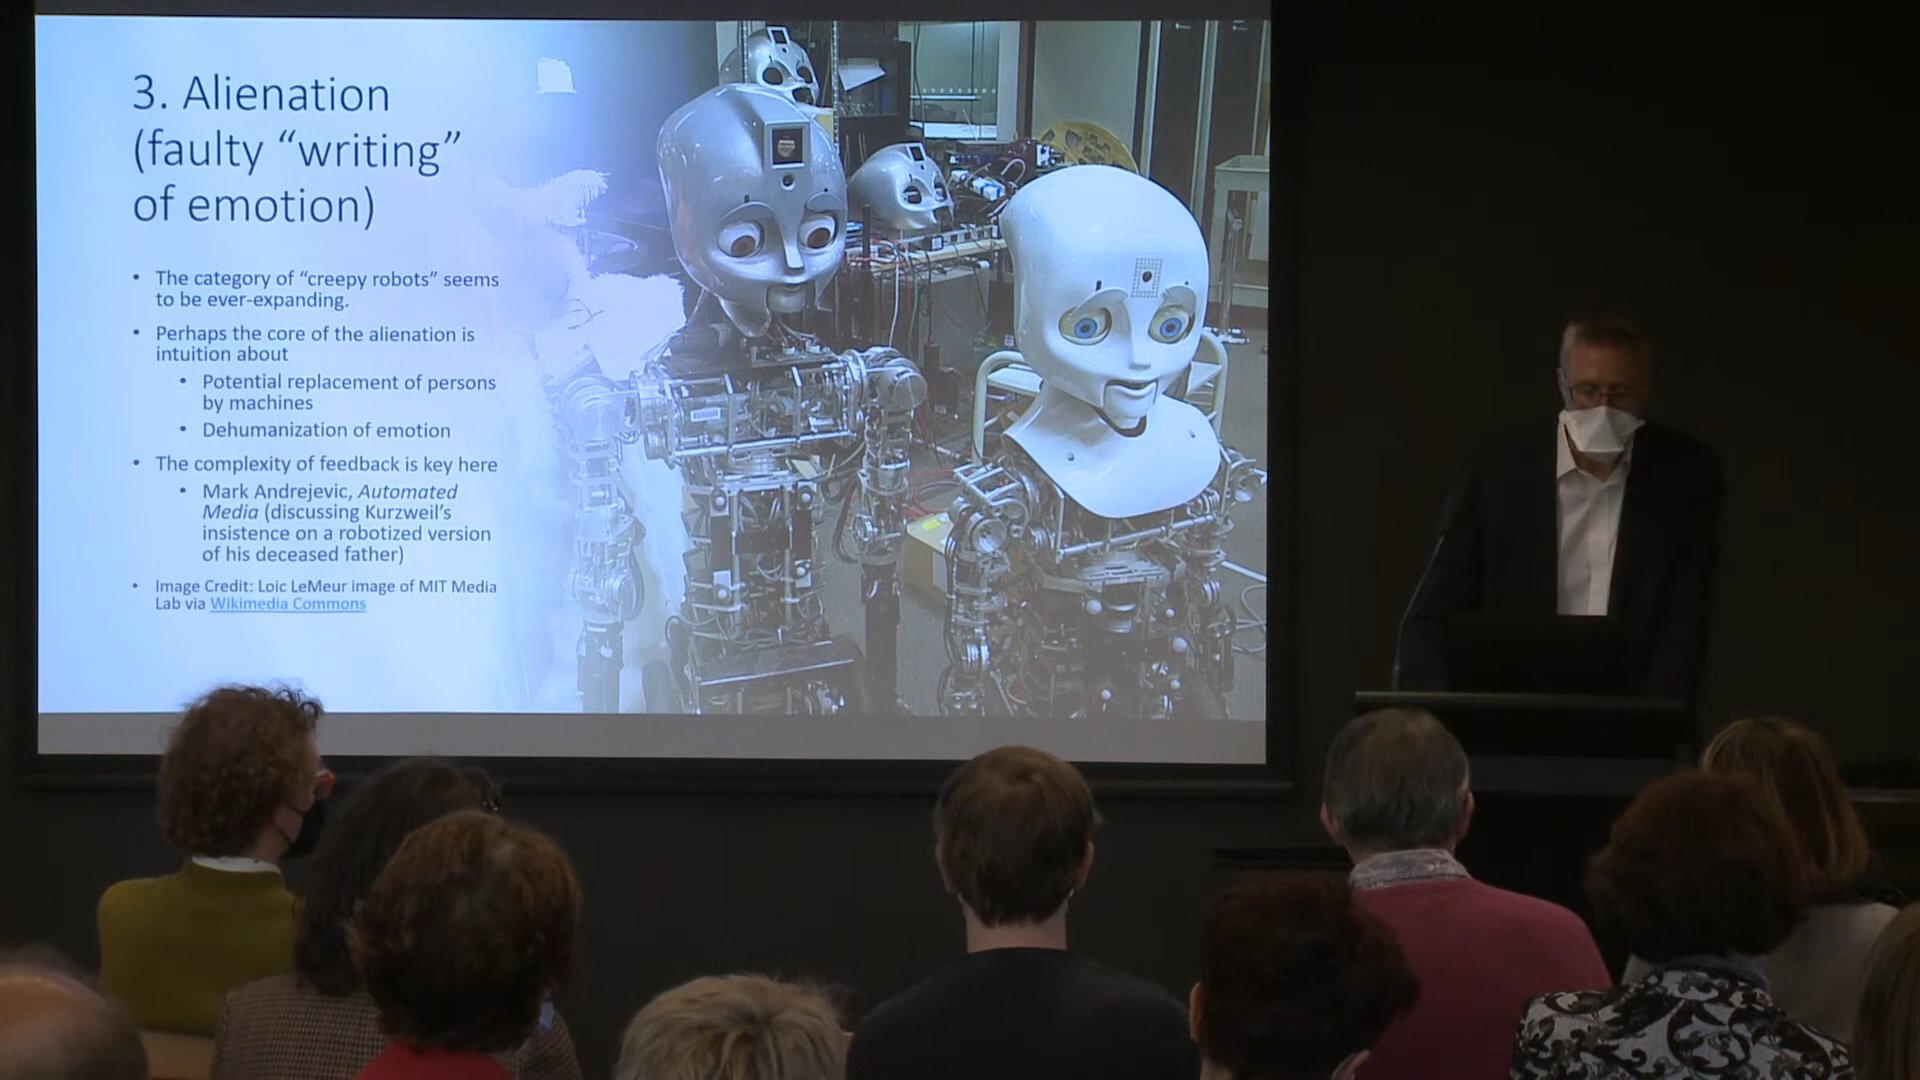 3. Alienation
(faulty “writing”
of emotion)
• The category of “creepy robots” seems
to be ever-expanding.
• Perhaps the core of the alienation is
intuition about
• Potential replacement of persons
by machines
• Dehumanization of emotion
• The complexity of feedback is key here
• Mark Andrejevic, Automated
Media (discussing Kurzweil’s
insistence on a robotized version
of his deceased father)
• Image Credit: Loic LeMeur image of MIT Media
Lab via Wikimedia Commons